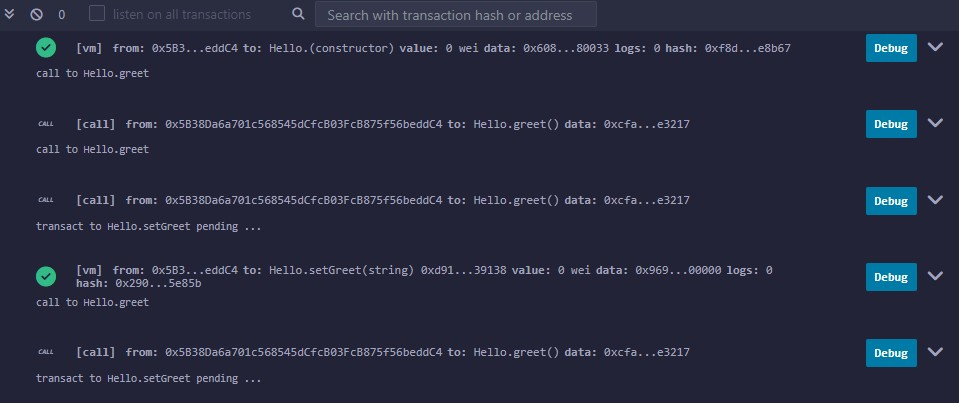 0 listen on all transactions Search with transaction hash or address
[vm] from: 0x5B3...eddC4 to: Hello.(constructor) value: 0 wei data: 0x608...80033 logs: 0 hash: 0xf8d...e8b67 Debug
call to Hello.greet
CALL [call] from: 0x5B38Da6a701c568545dCfcB03FcB875f56beddC4 to: Hello.greet() data: 0xcfa...e3217 Debug
call to Hello.greet
CALL [call] from: 0x5B38Da6a701c568545dCfcB03FcB875f56beddC4 to: Hello.greet() data: 0xcfa...e3217 Debug
transact to Hello.setGreet pending ...
[vm] from: 0x5B3...eddC4 to: Hello.setGreet(string) 0xd91...39138 value: 0 wei data: 0x969...00000 logs: 0 Debug
hash: 0x290...5e85b
call to Hello.greet
CALL [call] from: 0x5B38Da6a701c568545dCfcB03FcB875f56beddC4 to: Hello.greet() data: 0xcfa...e3217 Debug
transact to Hello.setGreet pending ...